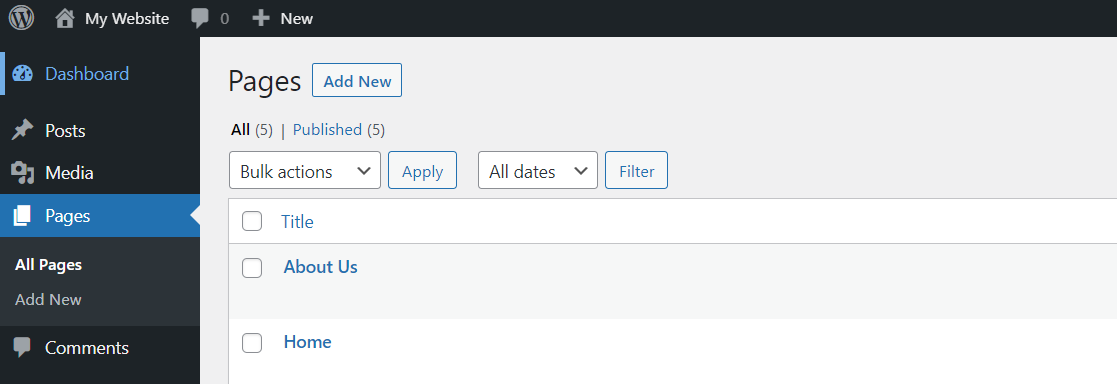 My Website 0 New
Dashboard
Posts
Media
Pages
All Pages
Add New
Comments
Pages Add New
All (5) | Published (5)
Bulk actions Apply All dates Filter
Title
About Us
Home